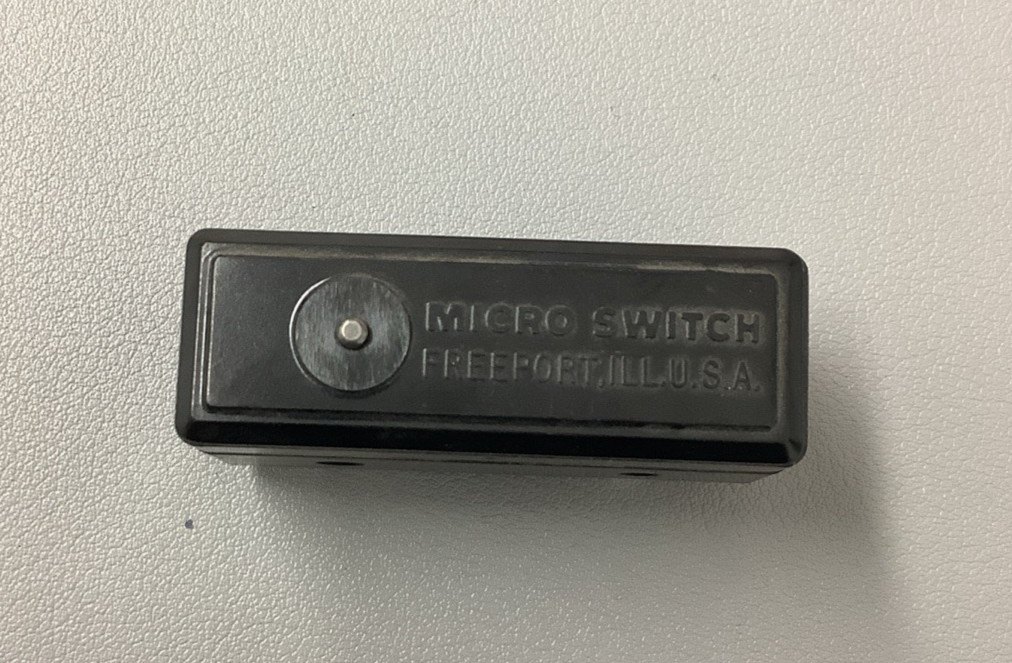 MICRO SWITCH
FREEPORT, ILL. U.S.A.